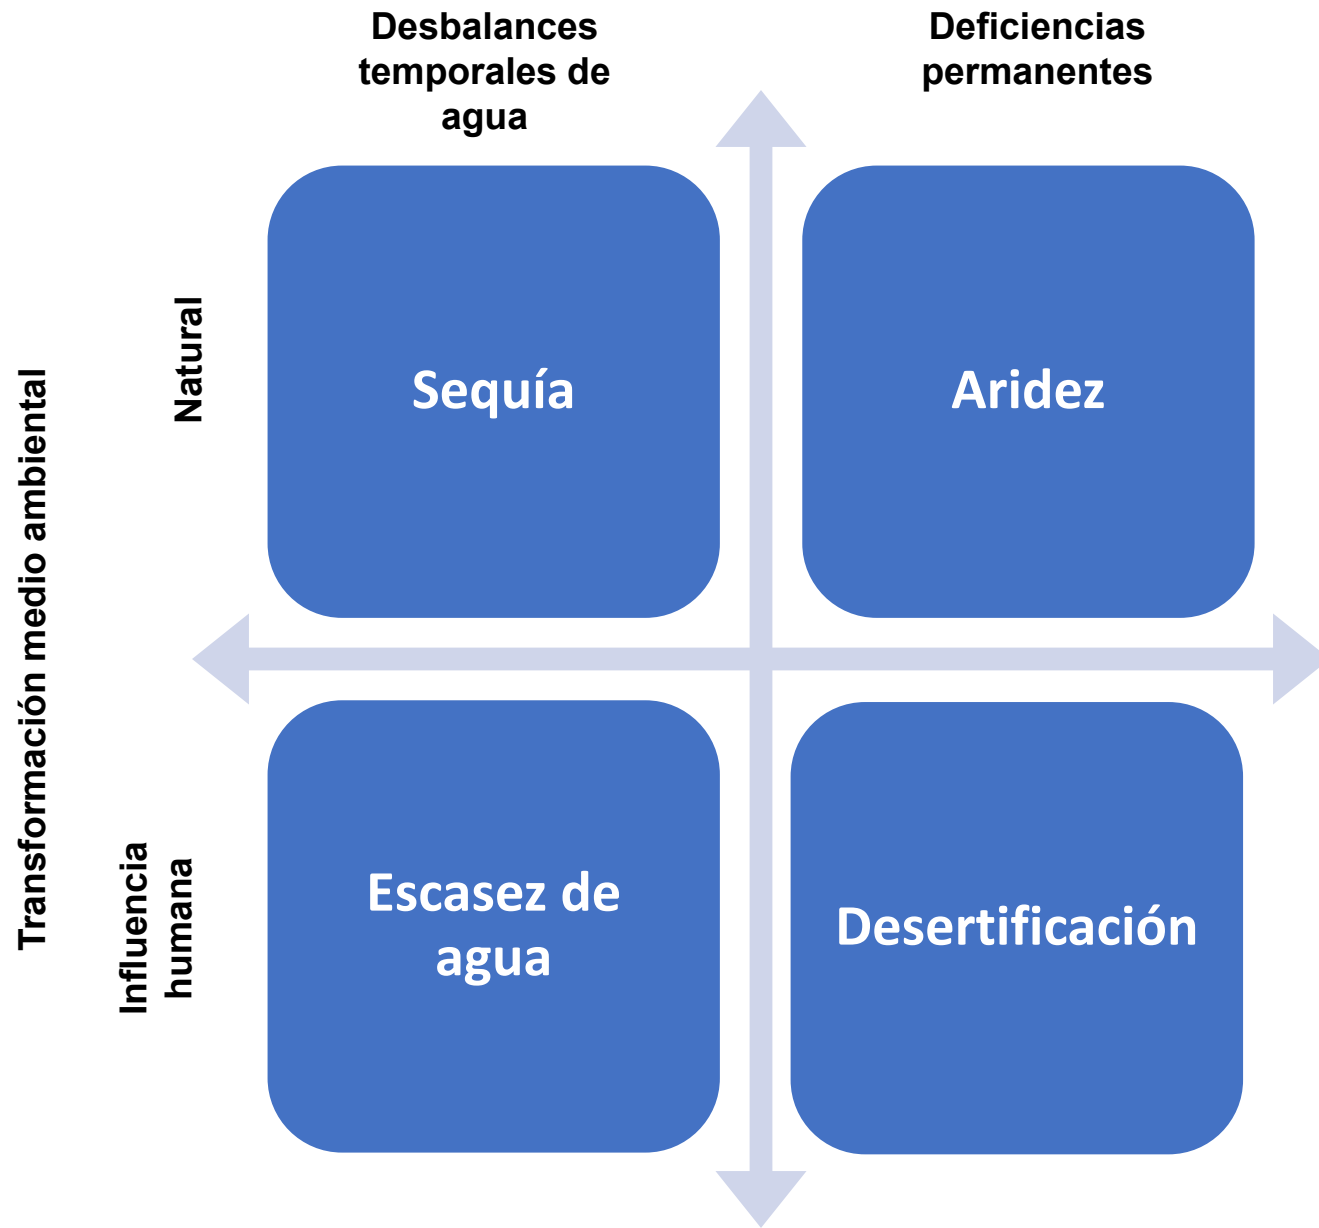 Desbalances
temporales de
agua
Deficiencias
permanentes
Transformación medio ambiental
Natural
Sequía
Aridez
Influencia
humana
Escasez de
agua
Desertificación